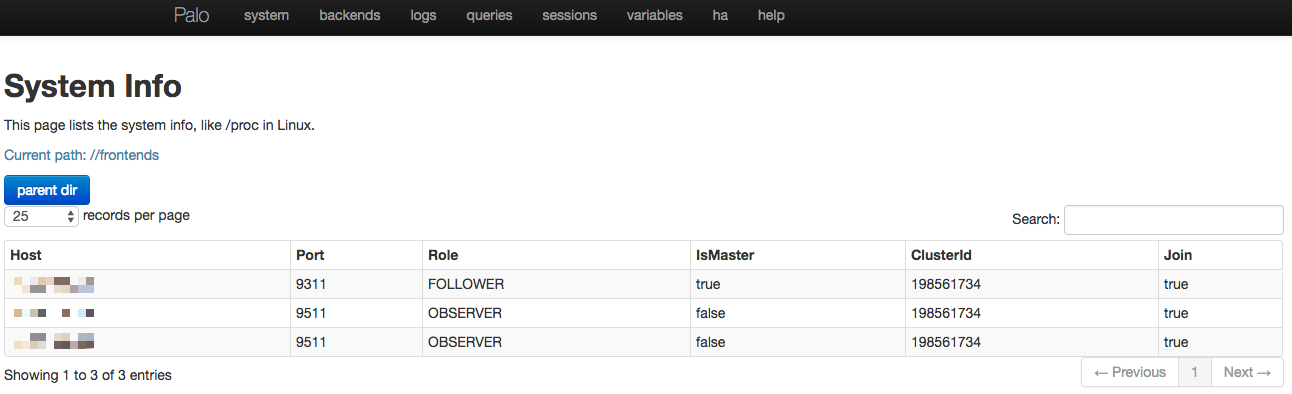 Palo system backends logs queries sessions variables ha help
System Info
This page lists the system info, like /proc in Linux.
Current path: //frontends
parent dir
25 records per page Search:
Host Port Role IsMaster ClusterId Join
9311 FOLLOWER true 198561734 true
9511 OBSERVER false 198561734 true
9511 OBSERVER false 198561734 true
Showing 1 to 3 of 3 entries ← Previous 1 Next →